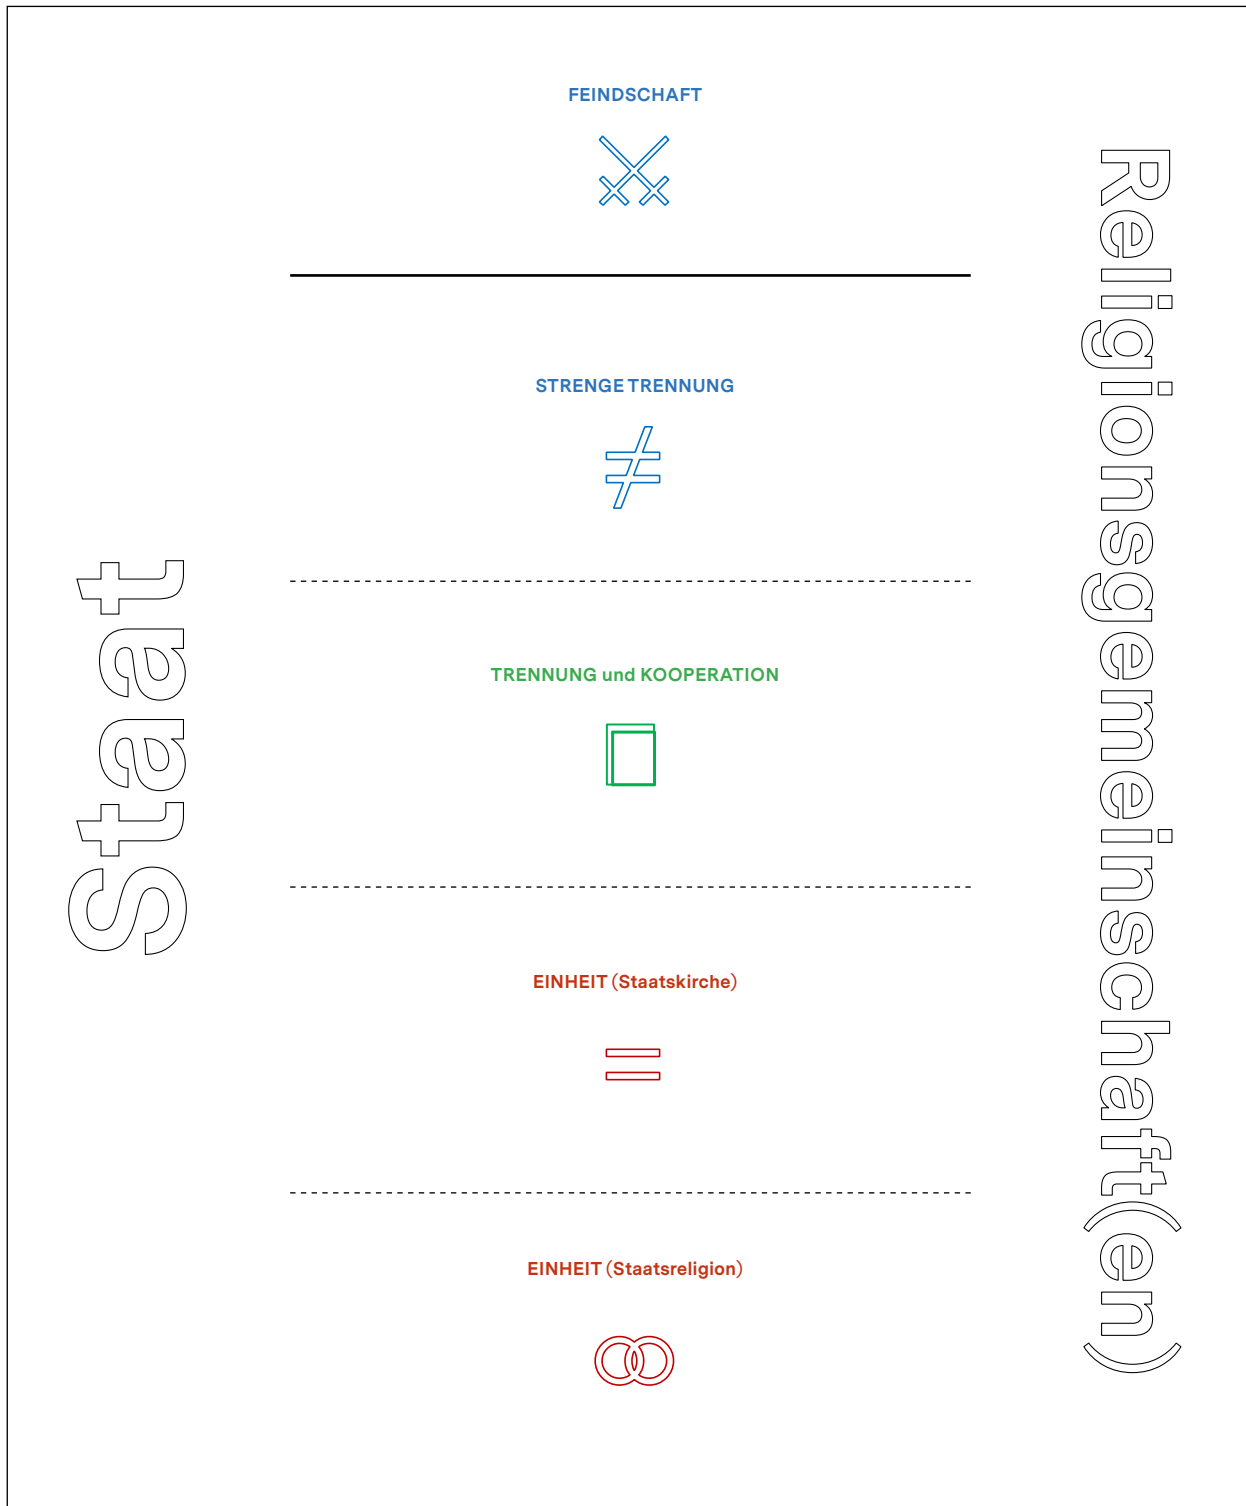 Staat
FEINDSCHAFT
STRENGE TRENNUNG
TRENNUNG und KOOPERATION
EINHEIT (Staatskirche)
EINHEIT (Staatsreligion)
Religionsgemeinschaft(en)